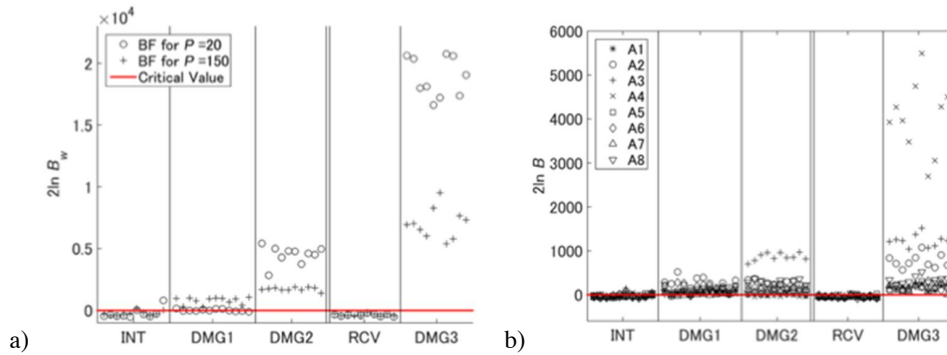 × 10⁴
2
1.5
1
0.5
0
2ln B_w
○ BF for P =20
+ BF for P =150
Critical Value
INT DMG1 DMG2 RCV DMG3
a)
6000
5000
4000
3000
2000
1000
0
2ln B
A1
A2
A3
A4
A5
A6
A7
A8
INT DMG1 DMG2 RCV DMG3
b)